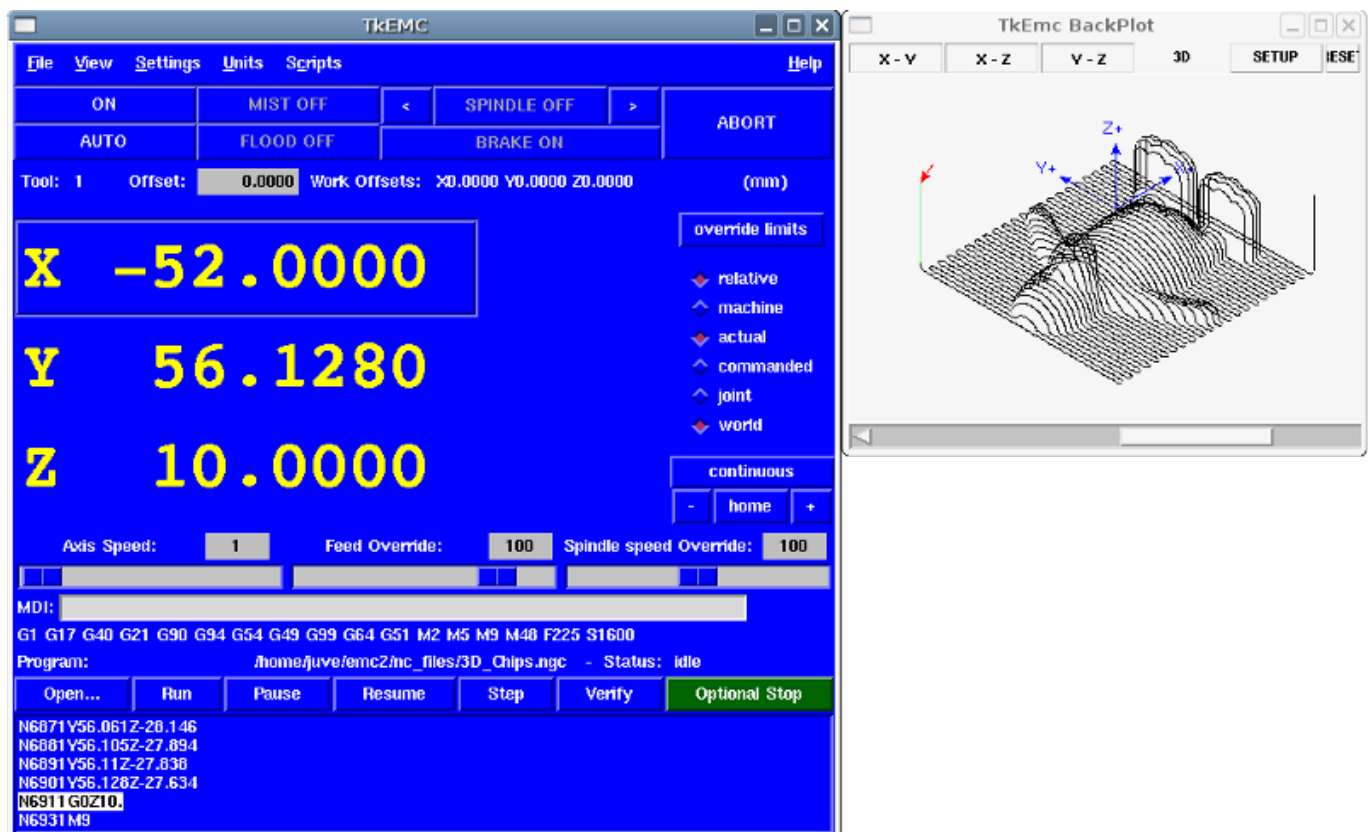 TkEMC
File View Settings Units Scripts Help
ON MIST OFF < SPINDLE OFF > ABORT
AUTO FLOOD OFF BRAKE ON
Tool: 1 Offset: 0.0000 Work Offsets: X0.0000 Y0.0000 Z0.0000 (mm)
override limits
X -52.0000
relative
machine
Y 56.1280
actual
commanded
joint
world
Z 10.0000
continuous
- home +
Axis Speed: 1 Feed Override: 100 Spindle speed Override: 100
MDI:
G1 G17 G40 G21 G90 G94 G54 G49 G99 G64 G51 M2 M5 M9 M48 F225 S1600
Program: /home/juve/emc2/nc_files/3D_Chips.ngc - Status: idle
Open... Run Pause Resume Step Verify Optional Stop
N6871Y56.061Z-28.146
N6881Y56.105Z-27.894
N6891Y56.11Z-27.838
N6901Y56.128Z-27.634
N6911G0Z10.
N6931M9
TkEmc BackPlot
X - Y X - Z Y - Z 3D SETUP RESET
Z+
Y+
X+